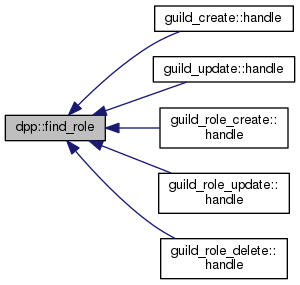 guild_create::handle
guild_update::handle
dpp::find_role
guild_role_create::
handle
guild_role_update::
handle
guild_role_delete::
handle